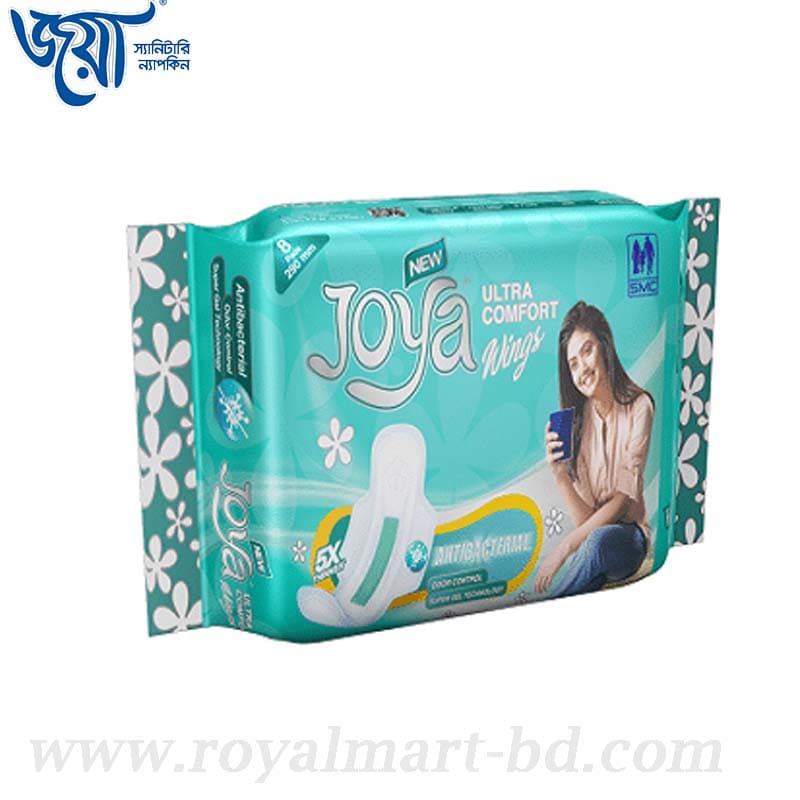 জয়া®
স্যানিটারি
ন্যাপকিন
8
Pads
290 mm
NEW
Joya
ULTRA
COMFORT
Wings
SMC
Antibacterial
Odor Control
Super Gel Technology
5X
ANTIBACTERIAL
ODOR CONTROL
SUPER GEL TECHNOLOGY
NEW
Joya
ULTRA
www.royalmart-bd.com